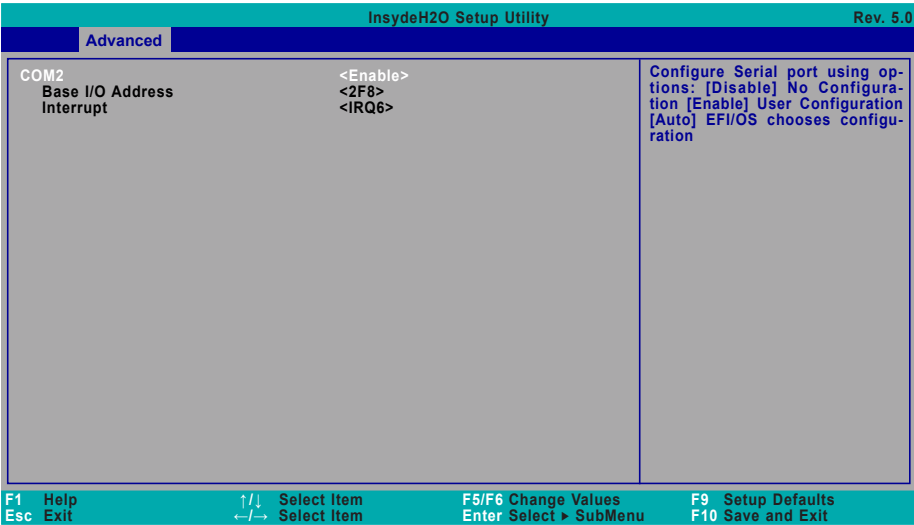 InsydeH2O Setup Utility Rev. 5.0
Advanced
COM2 <Enable>
Base I/O Address <2F8>
Interrupt <IRQ6>
Configure Serial port using op-
tions: [Disable] No Configura-
tion [Enable] User Configuration
[Auto] EFI/OS chooses configu-
ration
F1 Help ↑/↓ Select Item F5/F6 Change Values F9 Setup Defaults
Esc Exit ←/→ Select Item Enter Select ► SubMenu F10 Save and Exit